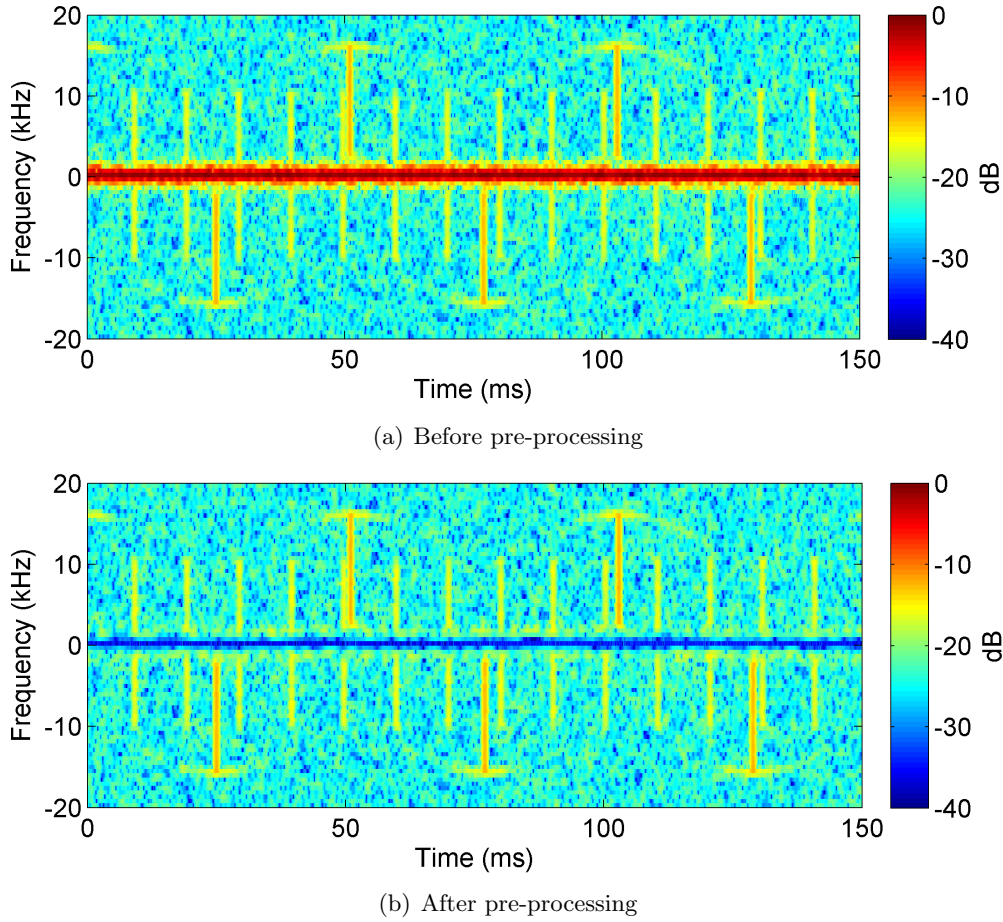 20
10
0
-10
-20
Frequency (kHz)
0 50 100 150
Time (ms)
0
-10
-20
-30
-40
dB
(a) Before pre-processing
20
10
0
-10
-20
Frequency (kHz)
0 50 100 150
Time (ms)
0
-10
-20
-30
-40
dB
(b) After pre-processing